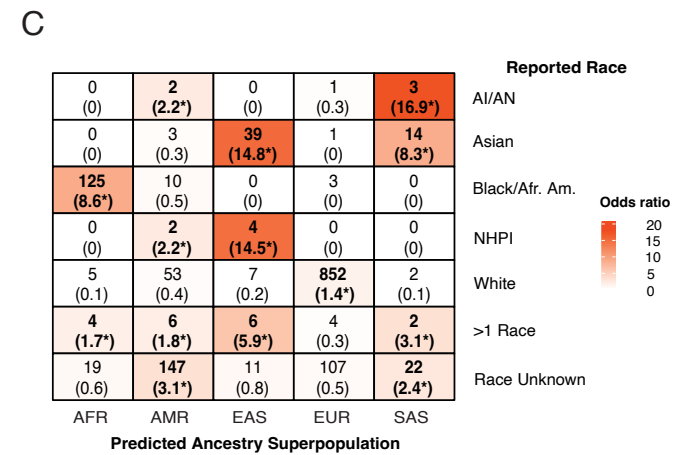 C
Reported Race
0 2 0 1 3
(0) (2.2*) (0) (0.3) (16.9*) AI/AN
0 3 39 1 14
(0) (0.3) (14.8*) (0) (8.3*) Asian
125 10 0 3 0
(8.6*) (0.5) (0) (0) (0) Black/Afr. Am.
0 2 4 0 0
(0) (2.2*) (14.5*) (0) (0) NHPI
5 53 7 852 2
(0.1) (0.4) (0.2) (1.4*) (0.1) White
4 6 6 4 2
(1.7*) (1.8*) (5.9*) (0.3) (3.1*) >1 Race
19 147 11 107 22
(0.6) (3.1*) (0.8) (0.5) (2.4*) Race Unknown
AFR AMR EAS EUR SAS
Predicted Ancestry Superpopulation
Odds ratio
20
15
10
5
0